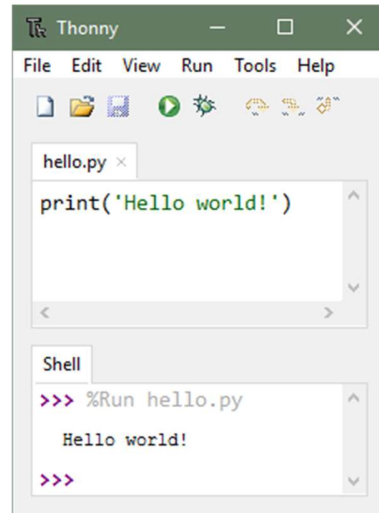 Thonny
File Edit View Run Tools Help
hello.py
print('Hello world!')
Shell
>>> %Run hello.py
Hello world!
>>>